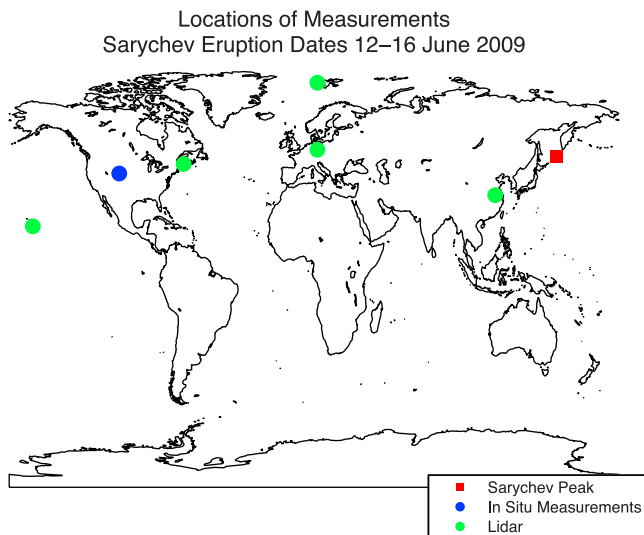 Locations of Measurements
Sarychev Eruption Dates 12–16 June 2009
Sarychev Peak
In Situ Measurements
Lidar